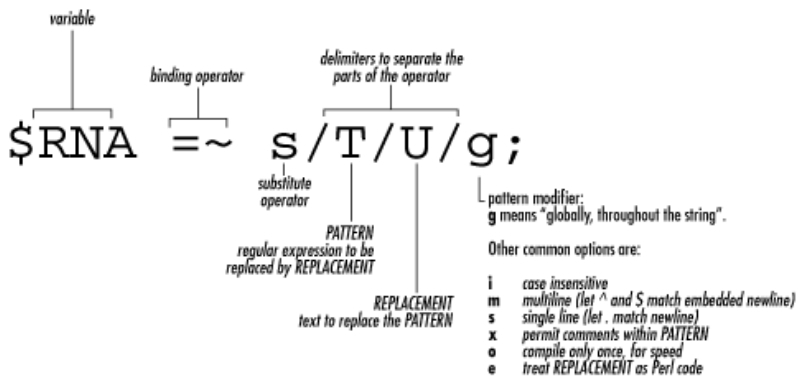 variable
binding operator
delimiters to separate the
parts of the operator
$RNA =~ s/T/U/g;
substitute
operator
PATTERN
regular expression to be
replaced by REPLACEMENT
REPLACEMENT
text to replace the PATTERN
pattern modifier:
g means "globally, throughout the string".
Other common options are:
i case insensitive
m multiline (let ^ and $ match embedded newline)
s single line (let . match newline)
x permit comments within PATTERN
o compile only once, for speed
e treat REPLACEMENT as Perl code